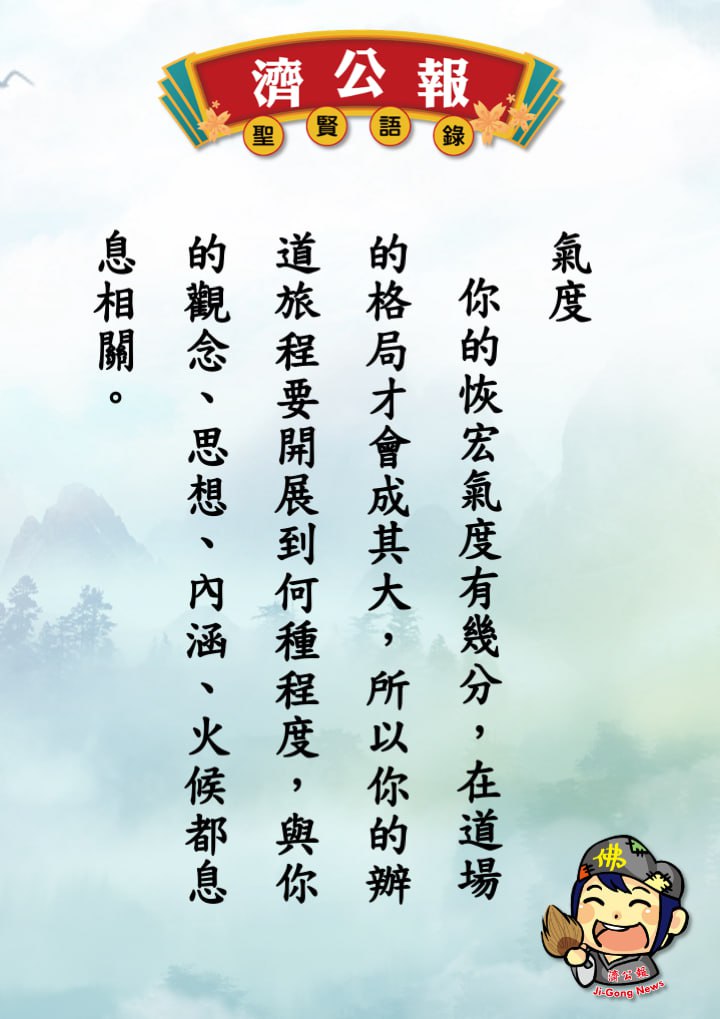 濟公報
聖賢語錄
氣度
你的恢宏氣度有幾分，在道場
的格局才會成其大，所以你的辦
道旅程要開展到何種程度，與你
的觀念、思想、內涵、火候都息
息相關。
佛
濟公報
Ji-Gong News